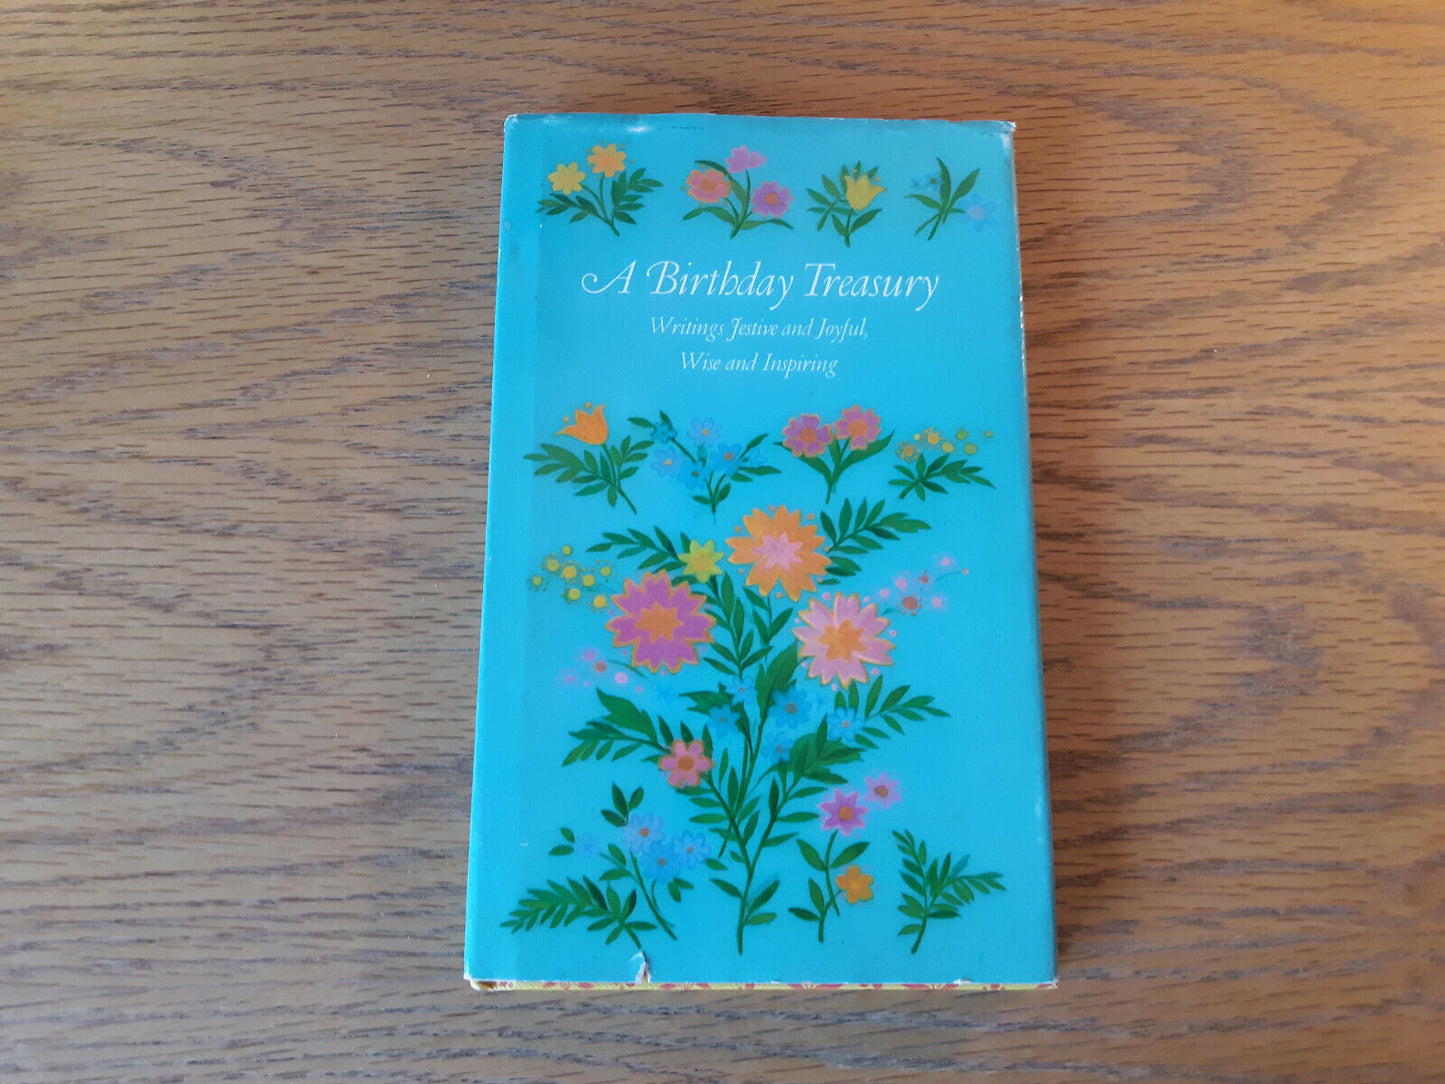 A Birthday Treasury
Writings Festive and Joyful,
Wise and Inspiring